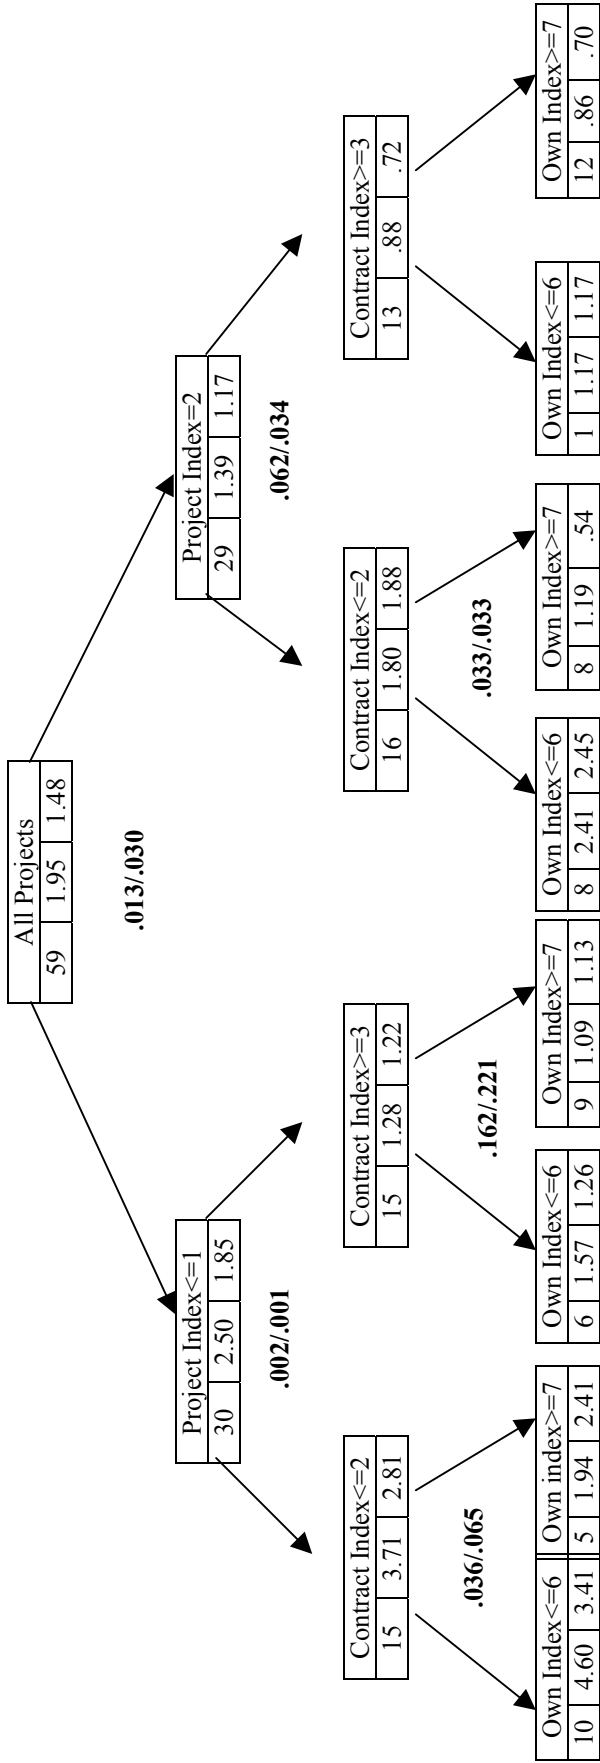 All Projects
59 1.95 1.48
.013/.030
Project Index<=1
30 2.50 1.85
Project Index=2
29 1.39 1.17
.002/.001
.062/.034
Contract Index<=2
15 3.71 2.81
Contract Index>=3
15 1.28 1.22
Contract Index<=2
16 1.80 1.88
Contract Index>=3
13 .88 .72
.036/.065
.162/.221
.033/.033
Own Index<=6
10 4.60 3.41
Own index>=7
5 1.94 2.41
Own Index<=6
6 1.57 1.26
Own Index>=7
9 1.09 1.13
Own Index<=6
8 2.41 2.45
Own Index>=7
8 1.19 .54
Own Index<=6
1 1.17 1.17
Own Index>=7
12 .86 .70